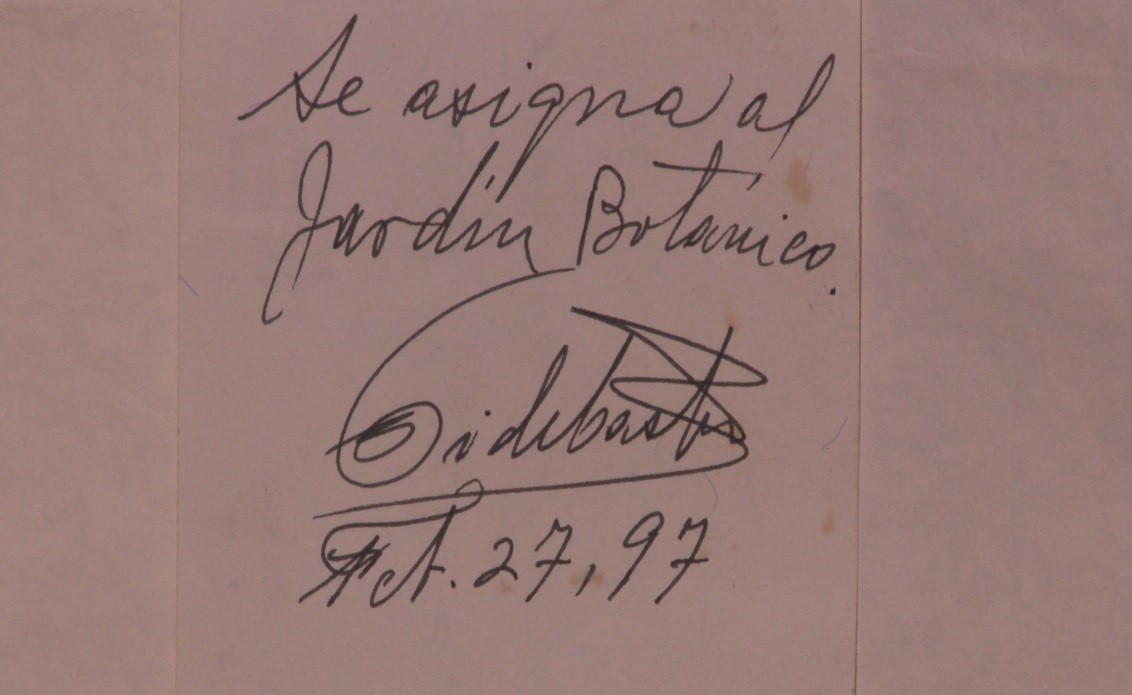 Se asigna al
Jardín Botánico.
27, 97